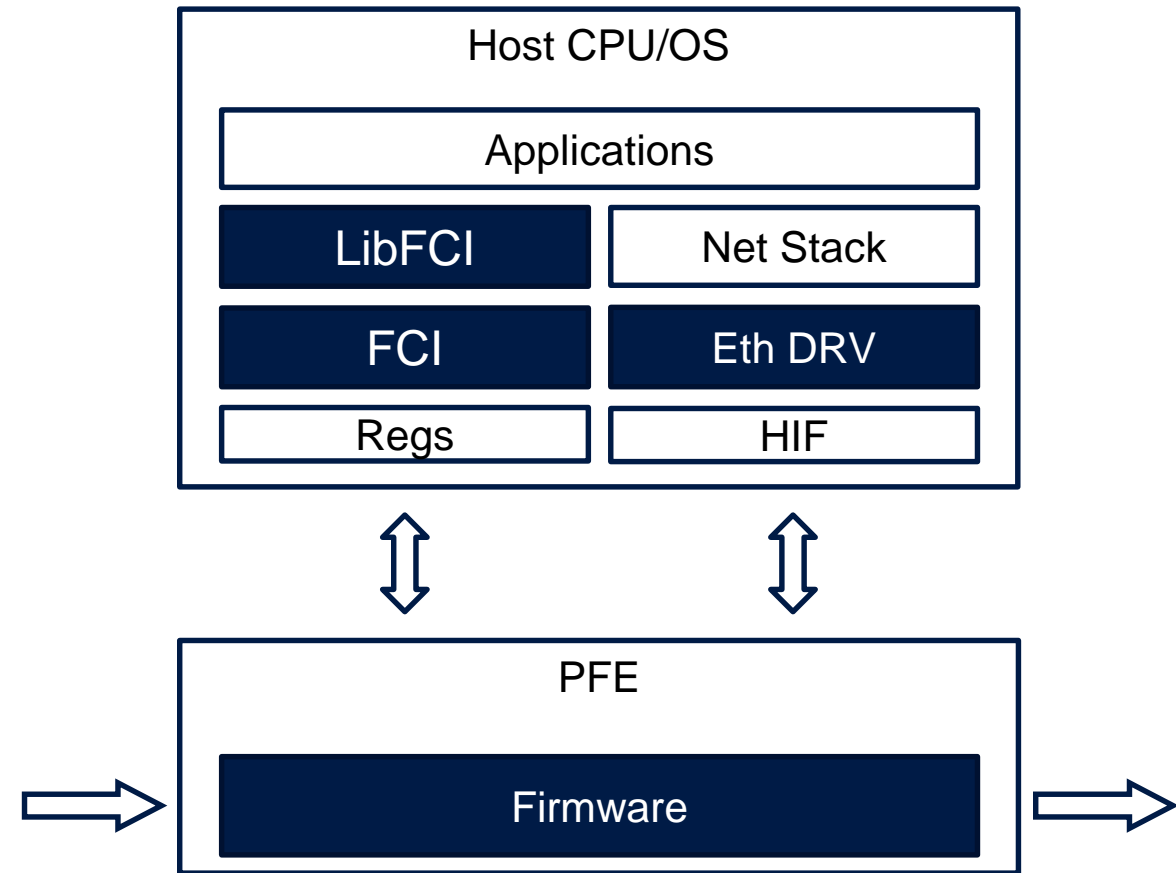 Host CPU/OS
Applications
LibFCI
Net Stack
FCI
Eth DRV
Regs
HIF
PFE
Firmware